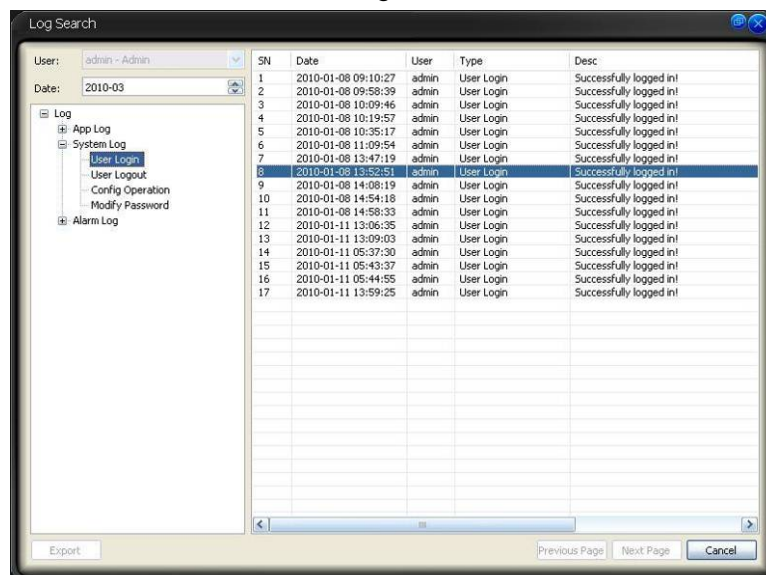 Log Search
User: admin - Admin
Date: 2010-03
Log
App Log
System Log
User Login
User Logout
Config Operation
Modify Password
Alarm Log
SN Date User Type Desc
1 2010-01-08 09:10:27 admin User Login Successfully logged in!
2 2010-01-08 09:58:39 admin User Login Successfully logged in!
3 2010-01-08 10:09:46 admin User Login Successfully logged in!
4 2010-01-08 10:19:57 admin User Login Successfully logged in!
5 2010-01-08 10:35:17 admin User Login Successfully logged in!
6 2010-01-08 11:09:54 admin User Login Successfully logged in!
7 2010-01-08 13:47:19 admin User Login Successfully logged in!
8 2010-01-08 13:52:51 admin User Login Successfully logged in!
9 2010-01-08 14:08:19 admin User Login Successfully logged in!
10 2010-01-08 14:54:18 admin User Login Successfully logged in!
11 2010-01-08 14:58:33 admin User Login Successfully logged in!
12 2010-01-11 13:06:35 admin User Login Successfully logged in!
13 2010-01-11 13:09:03 admin User Login Successfully logged in!
14 2010-01-11 05:37:30 admin User Login Successfully logged in!
15 2010-01-11 05:43:37 admin User Login Successfully logged in!
16 2010-01-11 05:44:55 admin User Login Successfully logged in!
17 2010-01-11 13:59:25 admin User Login Successfully logged in!
Export Previous Page Next Page Cancel